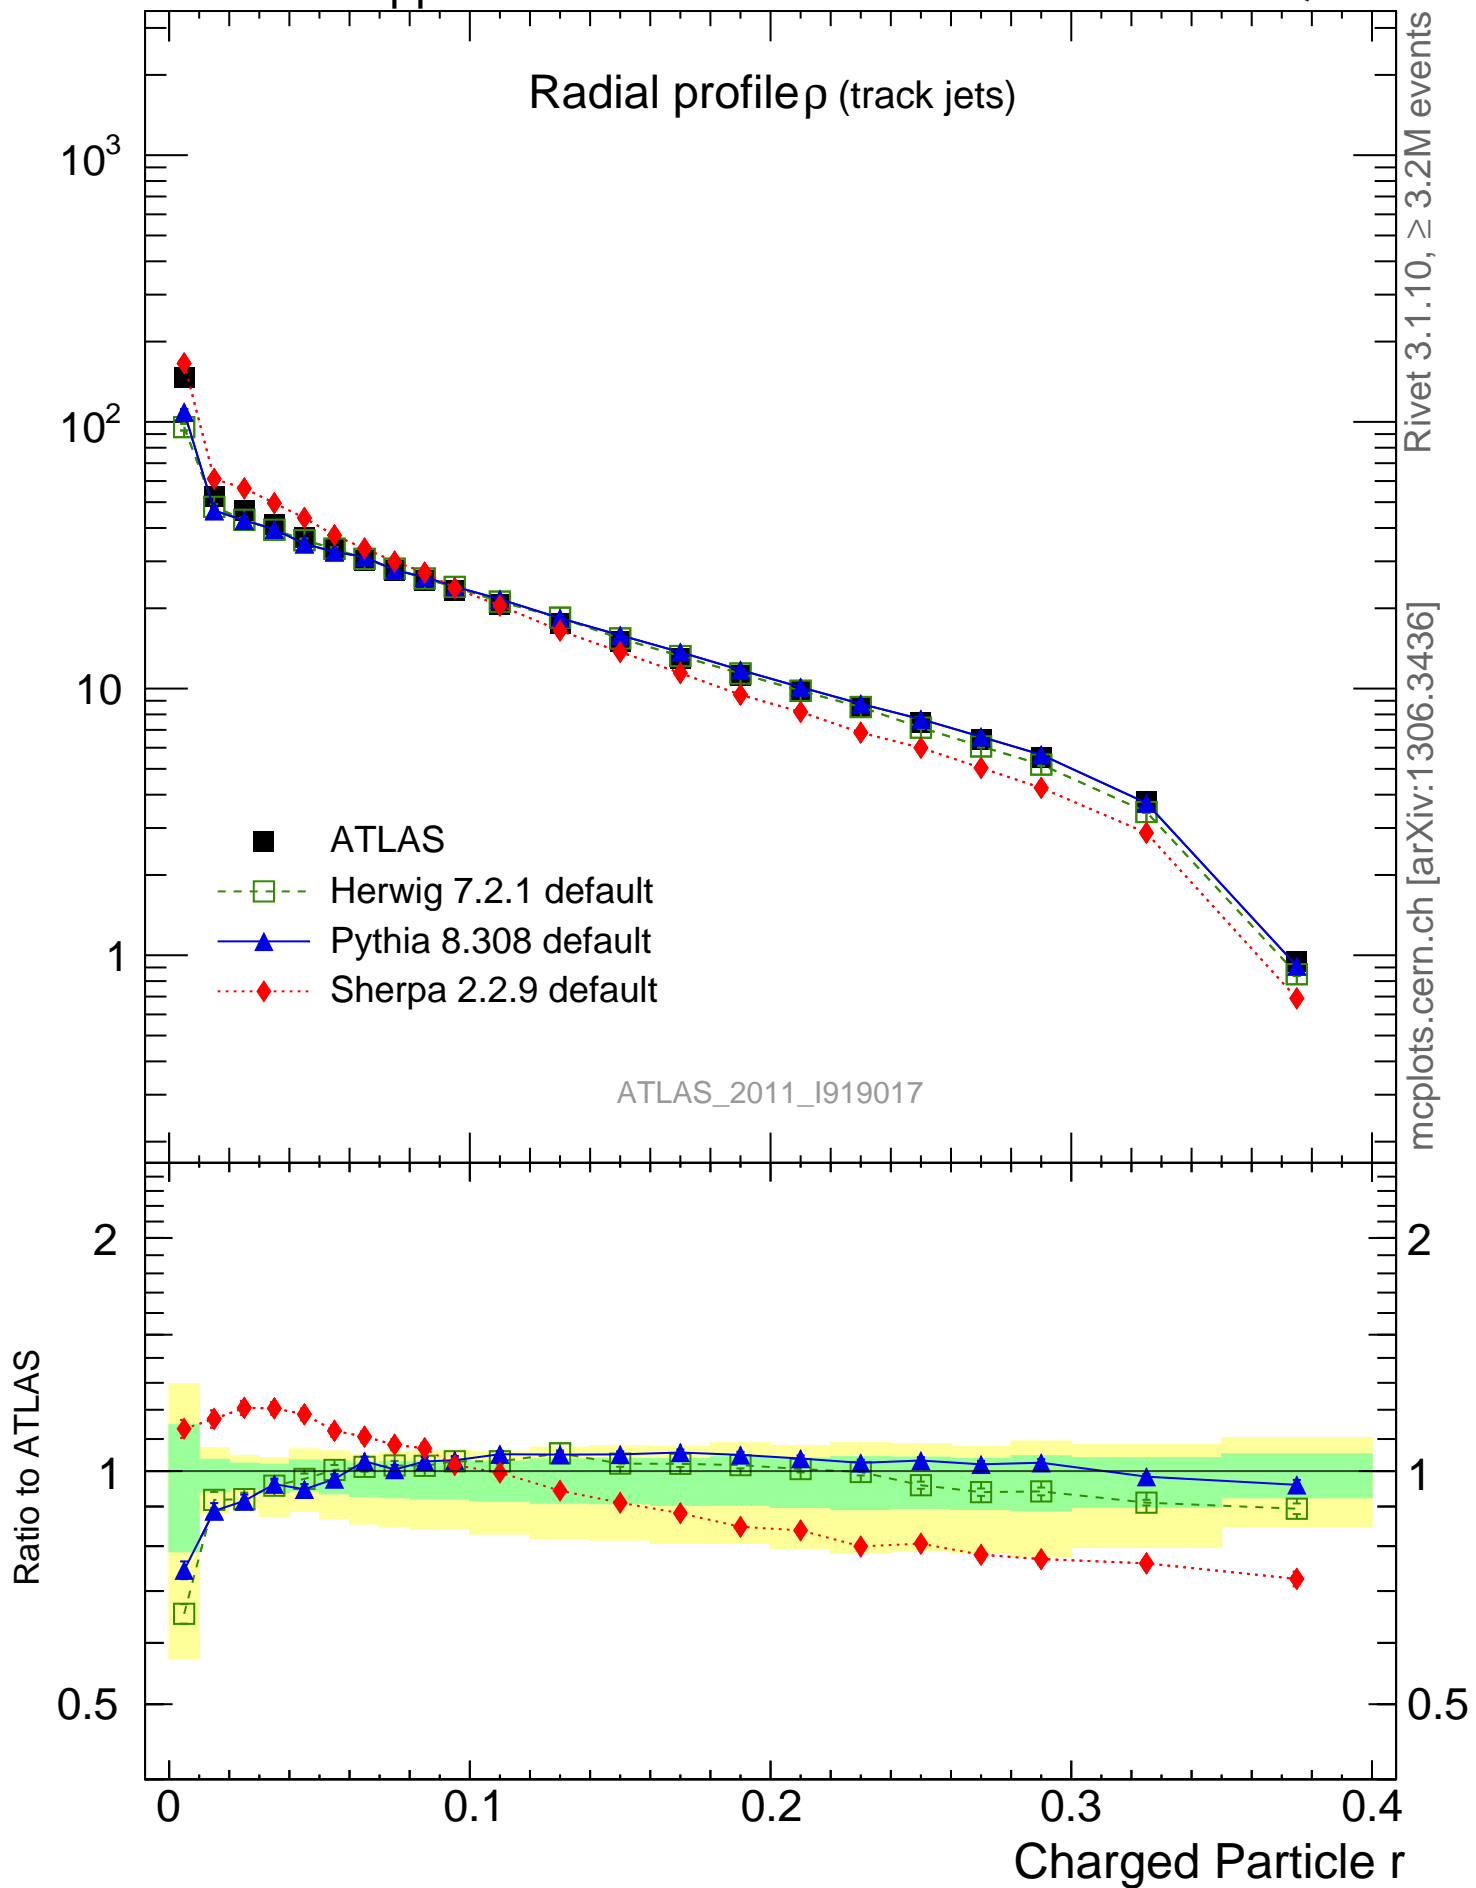 Radial profile ρ (track jets)
10³
10²
10
1
ATLAS
Herwig 7.2.1 default
Pythia 8.308 default
Sherpa 2.2.9 default
ATLAS_2011_I919017
Rivet 3.1.10, ≥ 3.2M events
mcplots.cern.ch [arXiv:1306.3436]
Ratio to ATLAS
2
1
0.5
2
1
0.5
0
0.1
0.2
0.3
0.4
Charged Particle r